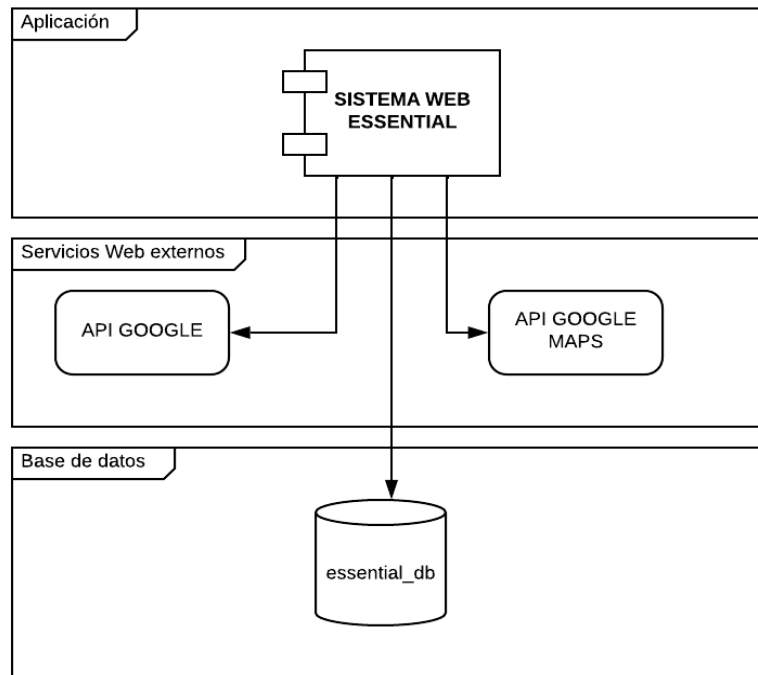 Aplicación
SISTEMA WEB
ESSENTIAL
Servicios Web externos
API GOOGLE
API GOOGLE
MAPS
Base de datos
essential_db